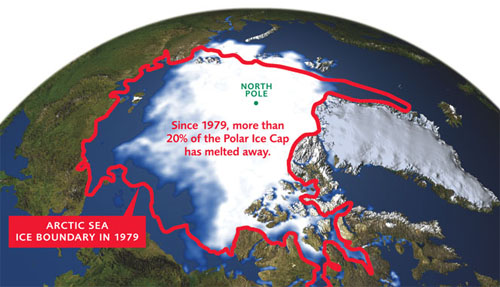 NORTH
POLE
Since 1979, more than
20% of the Polar Ice Cap
has melted away.
ARCTIC SEA
ICE BOUNDARY IN 1979